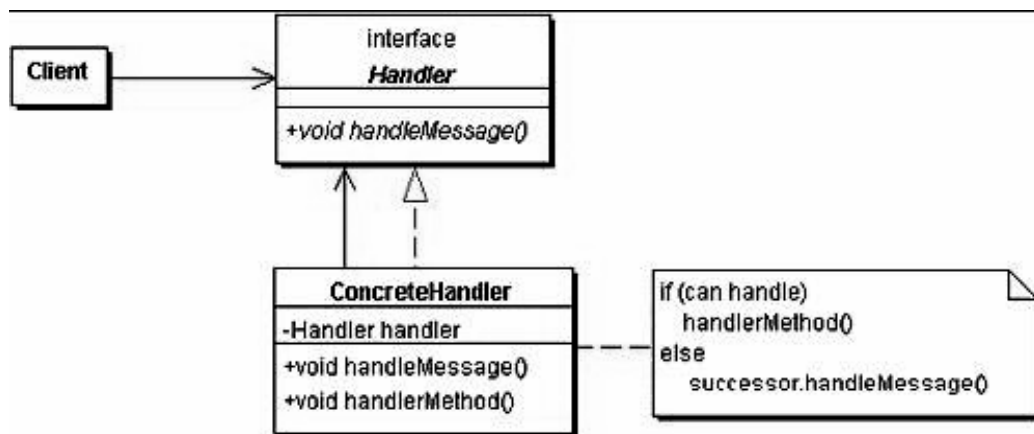 Client
interface
Handler
+void handleMessage()
ConcreteHandler
-Handler handler
+void handleMessage()
+void handlerMethod()
if (can handle)
handlerMethod()
else
successor.handleMessage()